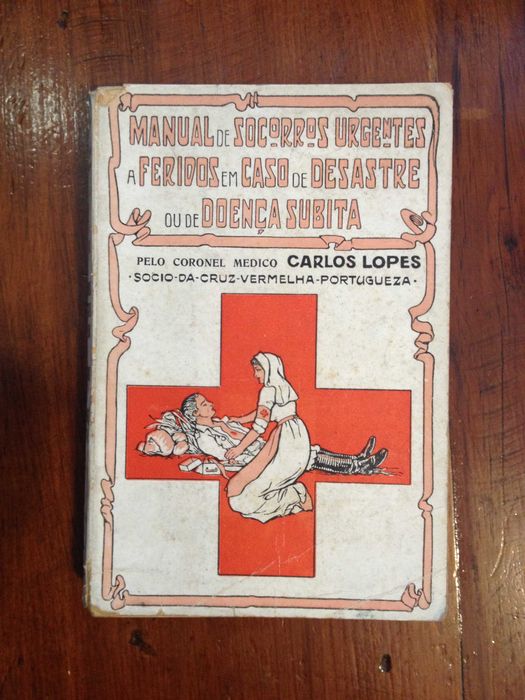 MANUAL DE SOCORROS URGENTES
A FERIDOS EM CASO DE DESASTRE
OU DE DOENÇA SUBITA
PELO CORONEL MEDICO CARLOS LOPES
·SOCIO-DA-CRUZ-VERMELHA-PORTUGUEZA·